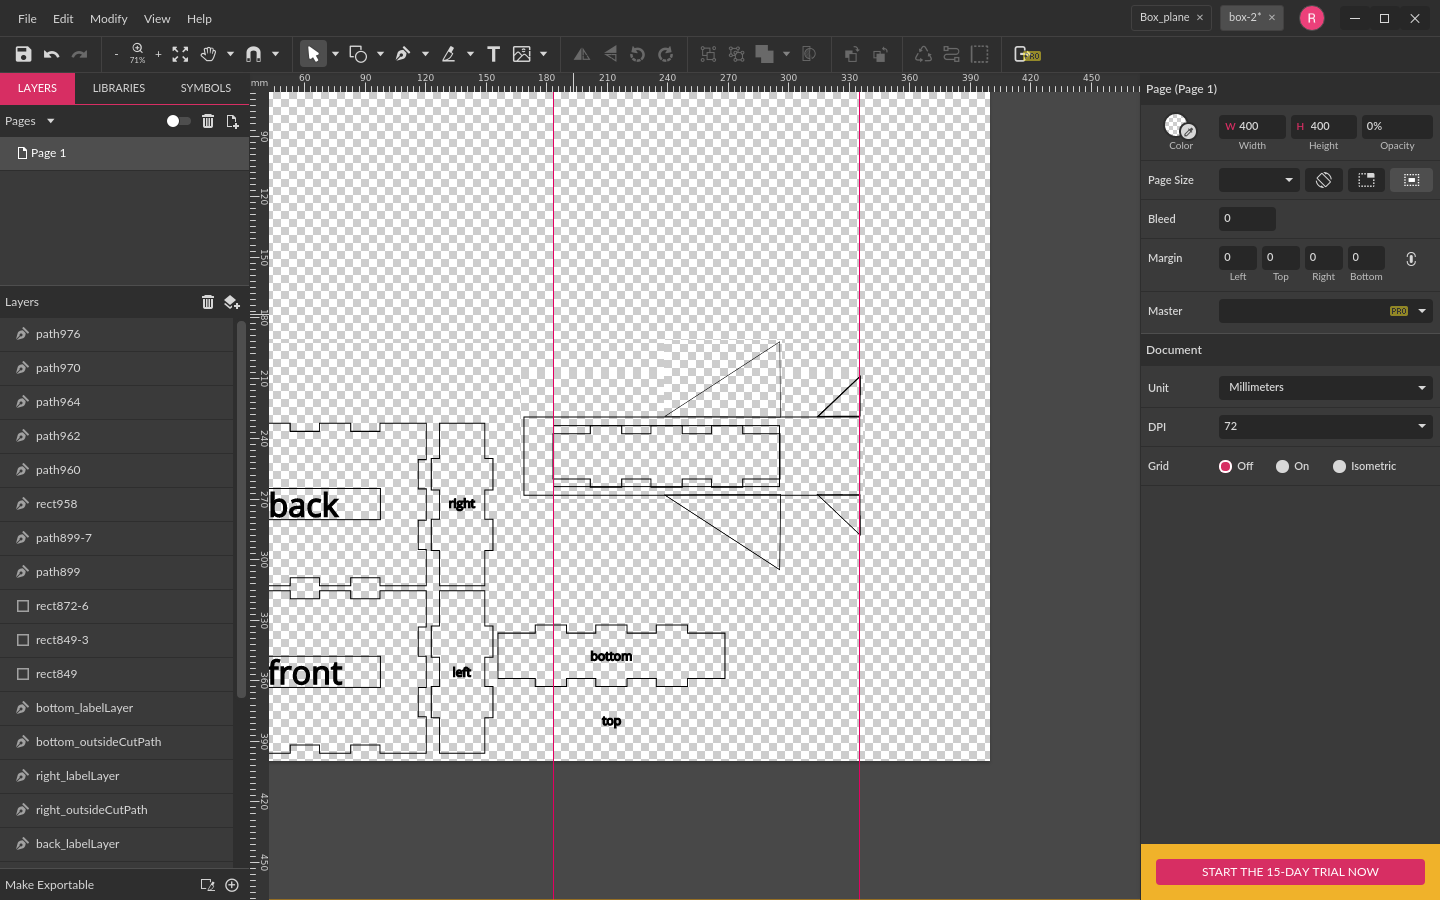 File Edit Modify View Help Box_plane × box-2* × R
- 71% + T PRO
LAYERS LIBRARIES SYMBOLS
mm 60 90 120 150 180 210 240 270 300 330 360 390 420 450
Page (Page 1)
Pages
Page 1
W 400 H 400 0%
Color Width Height Opacity
Page Size
Bleed 0
Margin 0 0 0 0
Left Top Right Bottom
Master PRO
Document
Unit Millimeters
DPI 72
Grid Off On Isometric
START THE 15-DAY TRIAL NOW
Layers
path976
path970
path964
path962
path960
rect958
path899-7
path899
rect872-6
rect849-3
rect849
bottom_labelLayer
bottom_outsideCutPath
right_labelLayer
right_outsideCutPath
back_labelLayer
Make Exportable
90
120
150
180
210
240
270
300
330
360
390
420
450
back
right
front
left
bottom
top